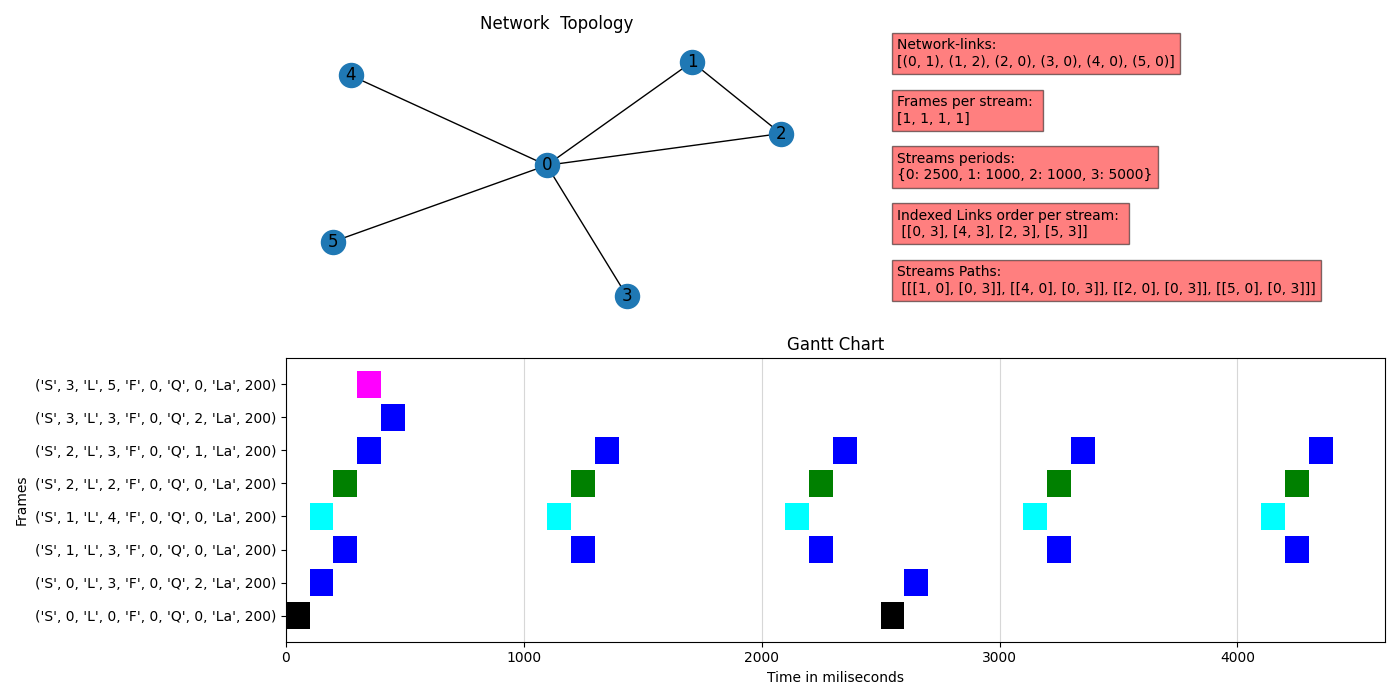 Network  Topology
4
1
2
0
5
3
Network-links:
[(0, 1), (1, 2), (2, 0), (3, 0), (4, 0), (5, 0)]
Frames per stream:
[1, 1, 1, 1]
Streams periods:
{0: 2500, 1: 1000, 2: 1000, 3: 5000}
Indexed Links order per stream:
[[0, 3], [4, 3], [2, 3], [5, 3]]
Streams Paths:
[[[1, 0], [0, 3]], [[4, 0], [0, 3]], [[2, 0], [0, 3]], [[5, 0], [0, 3]]]
Gantt Chart
Frames
('S', 3, 'L', 5, 'F', 0, 'Q', 0, 'La', 200)
('S', 3, 'L', 3, 'F', 0, 'Q', 2, 'La', 200)
('S', 2, 'L', 3, 'F', 0, 'Q', 1, 'La', 200)
('S', 2, 'L', 2, 'F', 0, 'Q', 0, 'La', 200)
('S', 1, 'L', 4, 'F', 0, 'Q', 0, 'La', 200)
('S', 1, 'L', 3, 'F', 0, 'Q', 0, 'La', 200)
('S', 0, 'L', 3, 'F', 0, 'Q', 2, 'La', 200)
('S', 0, 'L', 0, 'F', 0, 'Q', 0, 'La', 200)
0 1000 2000 3000 4000
Time in miliseconds